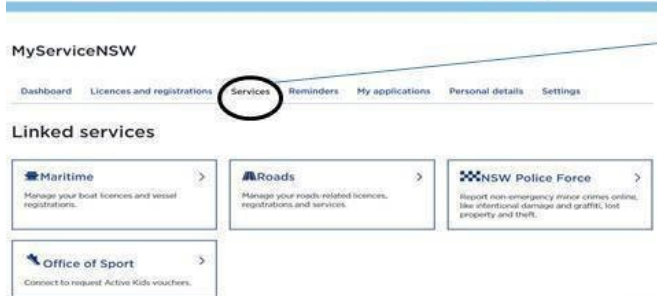 MyServiceNSW
Dashboard Licences and registrations Services Reminders My applications Personal details Settings
Linked services
Maritime
Manage your boat licences and vessel
registrations.
Roads
Manage your roads-related licences,
registrations and services.
NSW Police Force
Report non-emergency minor crimes online,
like intentional damage and graffiti, lost
property and theft.
Office of Sport
Connect to request Active Kids vouchers.